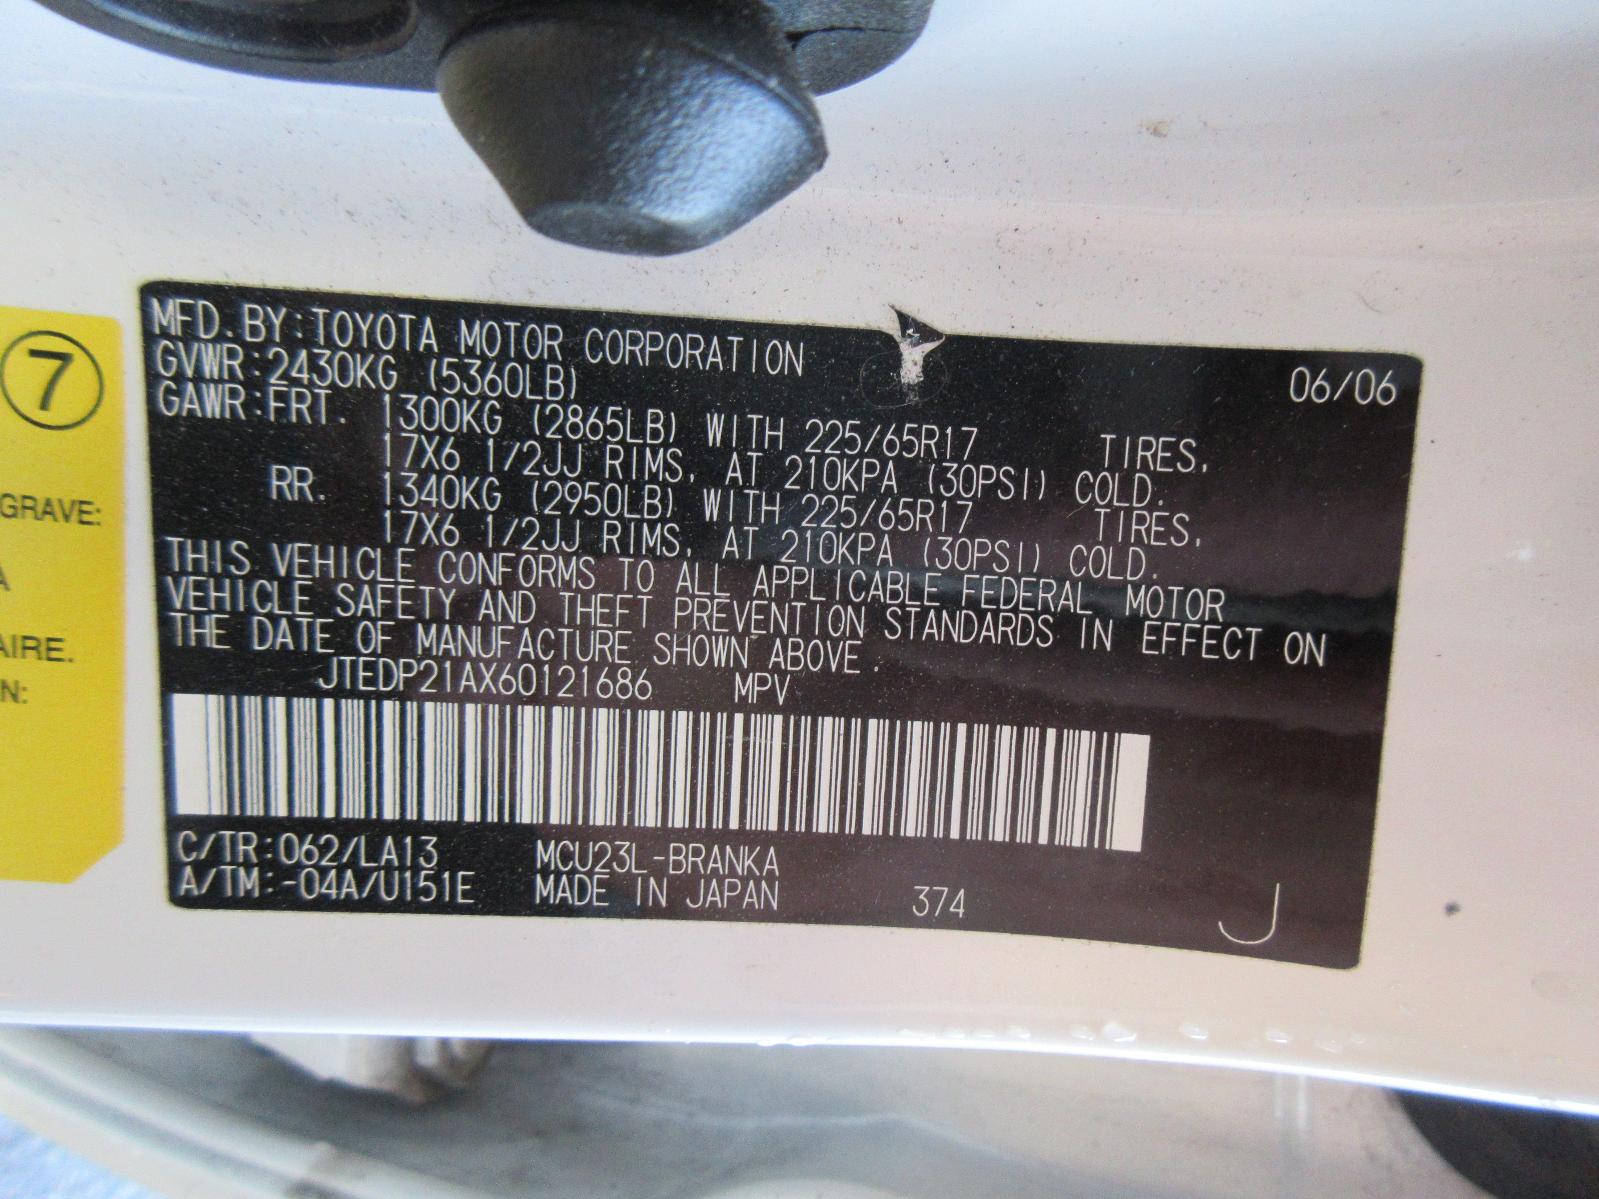 7
GRAVE:
A
AIRE.
N:
MFD. BY: TOYOTA MOTOR CORPORATION 06/06
GVWR: 2430KG (5360LB)
GAWR: FRT. 1300KG (2865LB) WITH 225/65R17 TIRES,
17X6 1/2JJ RIMS, AT 210KPA (30PSI) COLD.
RR. 1340KG (2950LB) WITH 225/65R17 TIRES,
17X6 1/2JJ RIMS, AT 210KPA (30PSI) COLD.
THIS VEHICLE CONFORMS TO ALL APPLICABLE FEDERAL MOTOR
VEHICLE SAFETY AND THEFT PREVENTION STANDARDS IN EFFECT ON
THE DATE OF MANUFACTURE SHOWN ABOVE.
JTEDP21AX60121686 MPV
C/TR: 062/LA13 MCU23L-BRANKA
A/TM: -04A/U151E MADE IN JAPAN 374 J